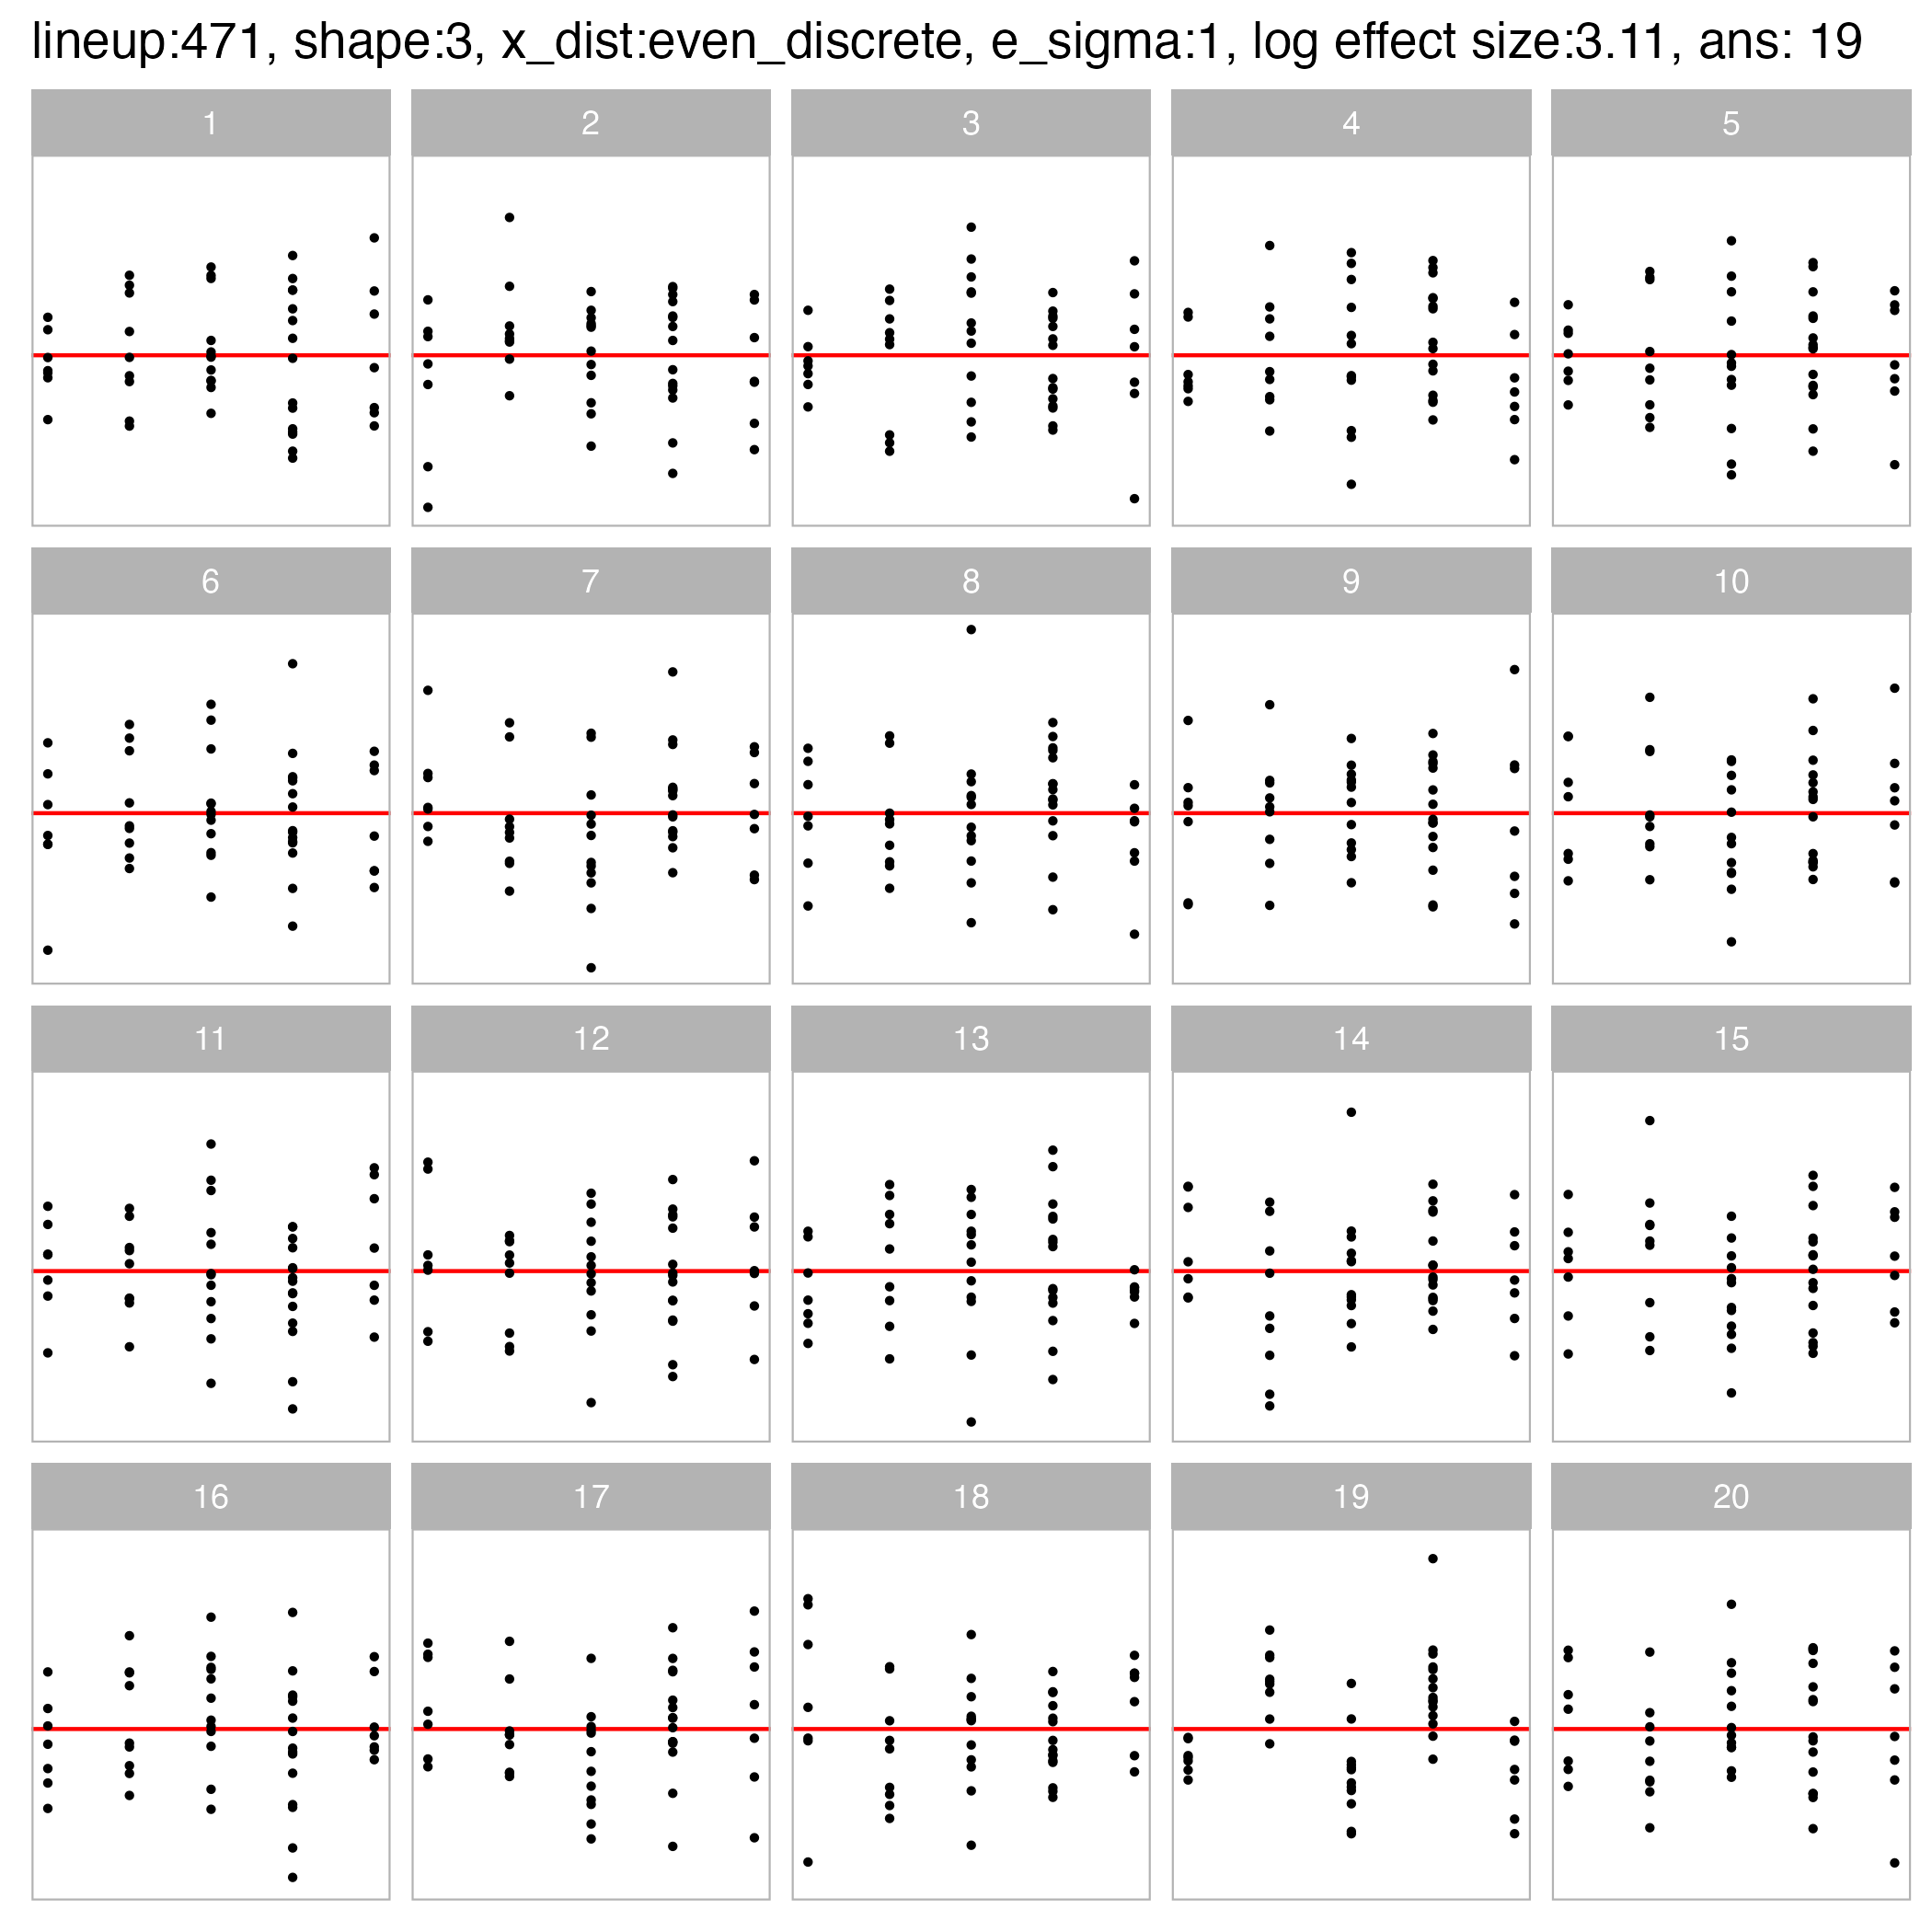 lineup:471, shape:3, x_dist:even_discrete, e_sigma:1, log effect size:3.11, ans: 19
1 2 3 4 5
6 7 8 9 10
11 12 13 14 15
16 17 18 19 20